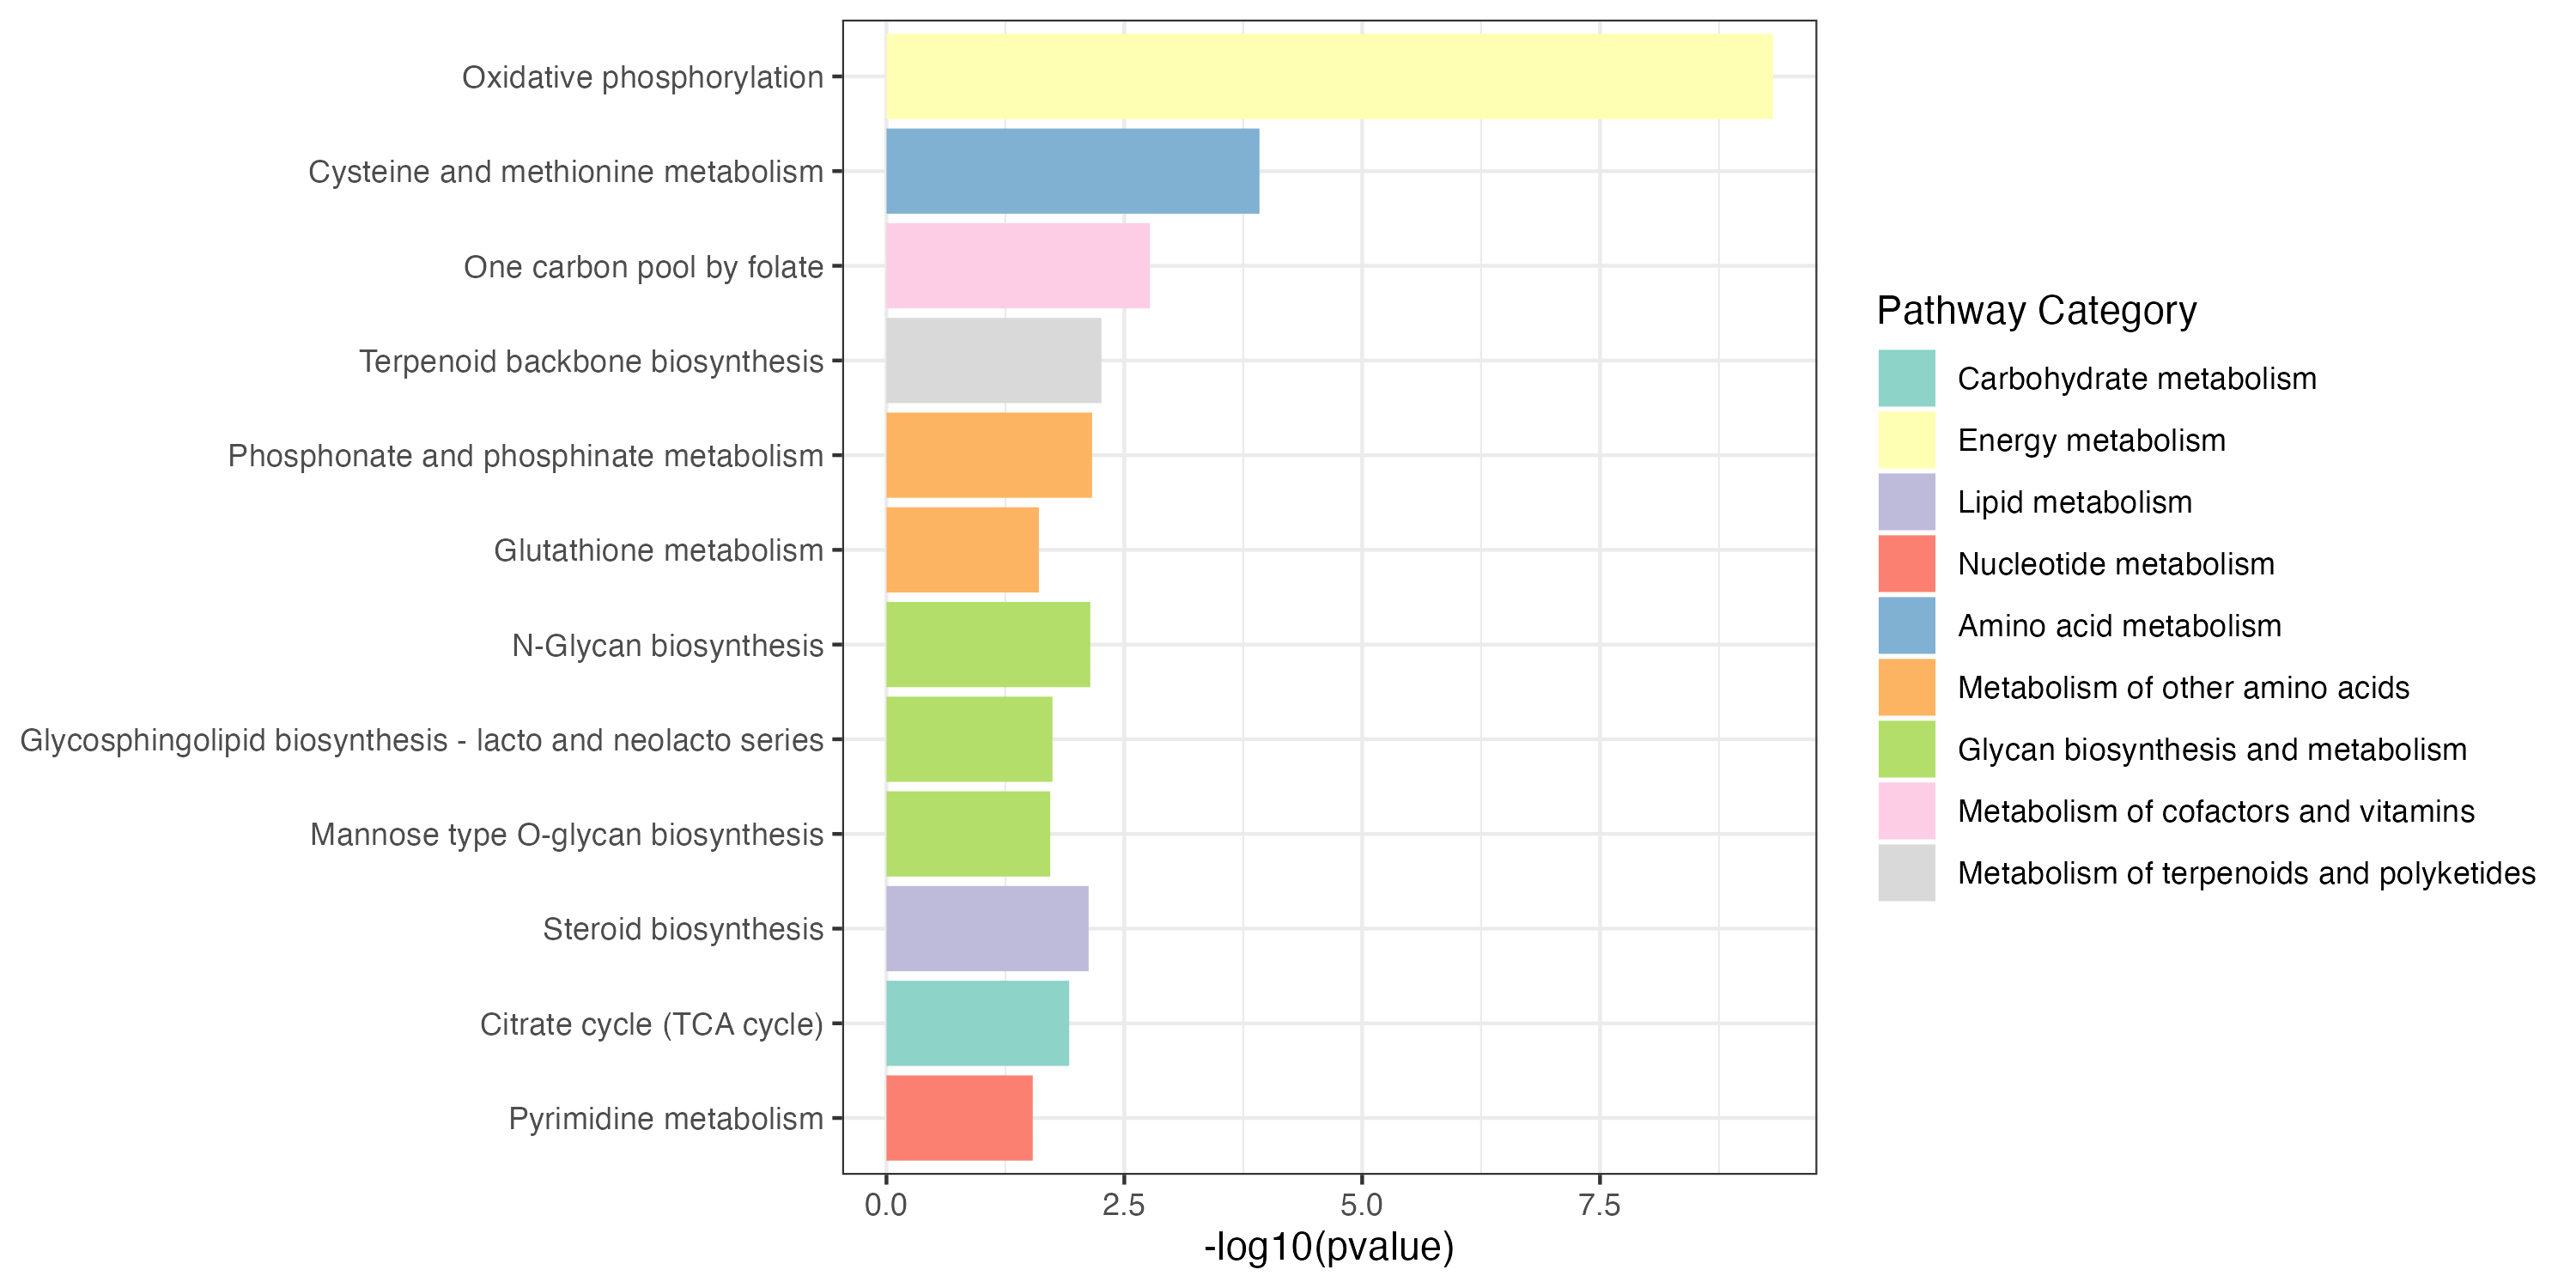 Oxidative phosphorylation
Cysteine and methionine metabolism
One carbon pool by folate
Terpenoid backbone biosynthesis
Phosphonate and phosphinate metabolism
Glutathione metabolism
N-Glycan biosynthesis
Glycosphingolipid biosynthesis - lacto and neolacto series
Mannose type O-glycan biosynthesis
Steroid biosynthesis
Citrate cycle (TCA cycle)
Pyrimidine metabolism
0.0
2.5
5.0
7.5
-log10(pvalue)
Pathway Category
Carbohydrate metabolism
Energy metabolism
Lipid metabolism
Nucleotide metabolism
Amino acid metabolism
Metabolism of other amino acids
Glycan biosynthesis and metabolism
Metabolism of cofactors and vitamins
Metabolism of terpenoids and polyketides